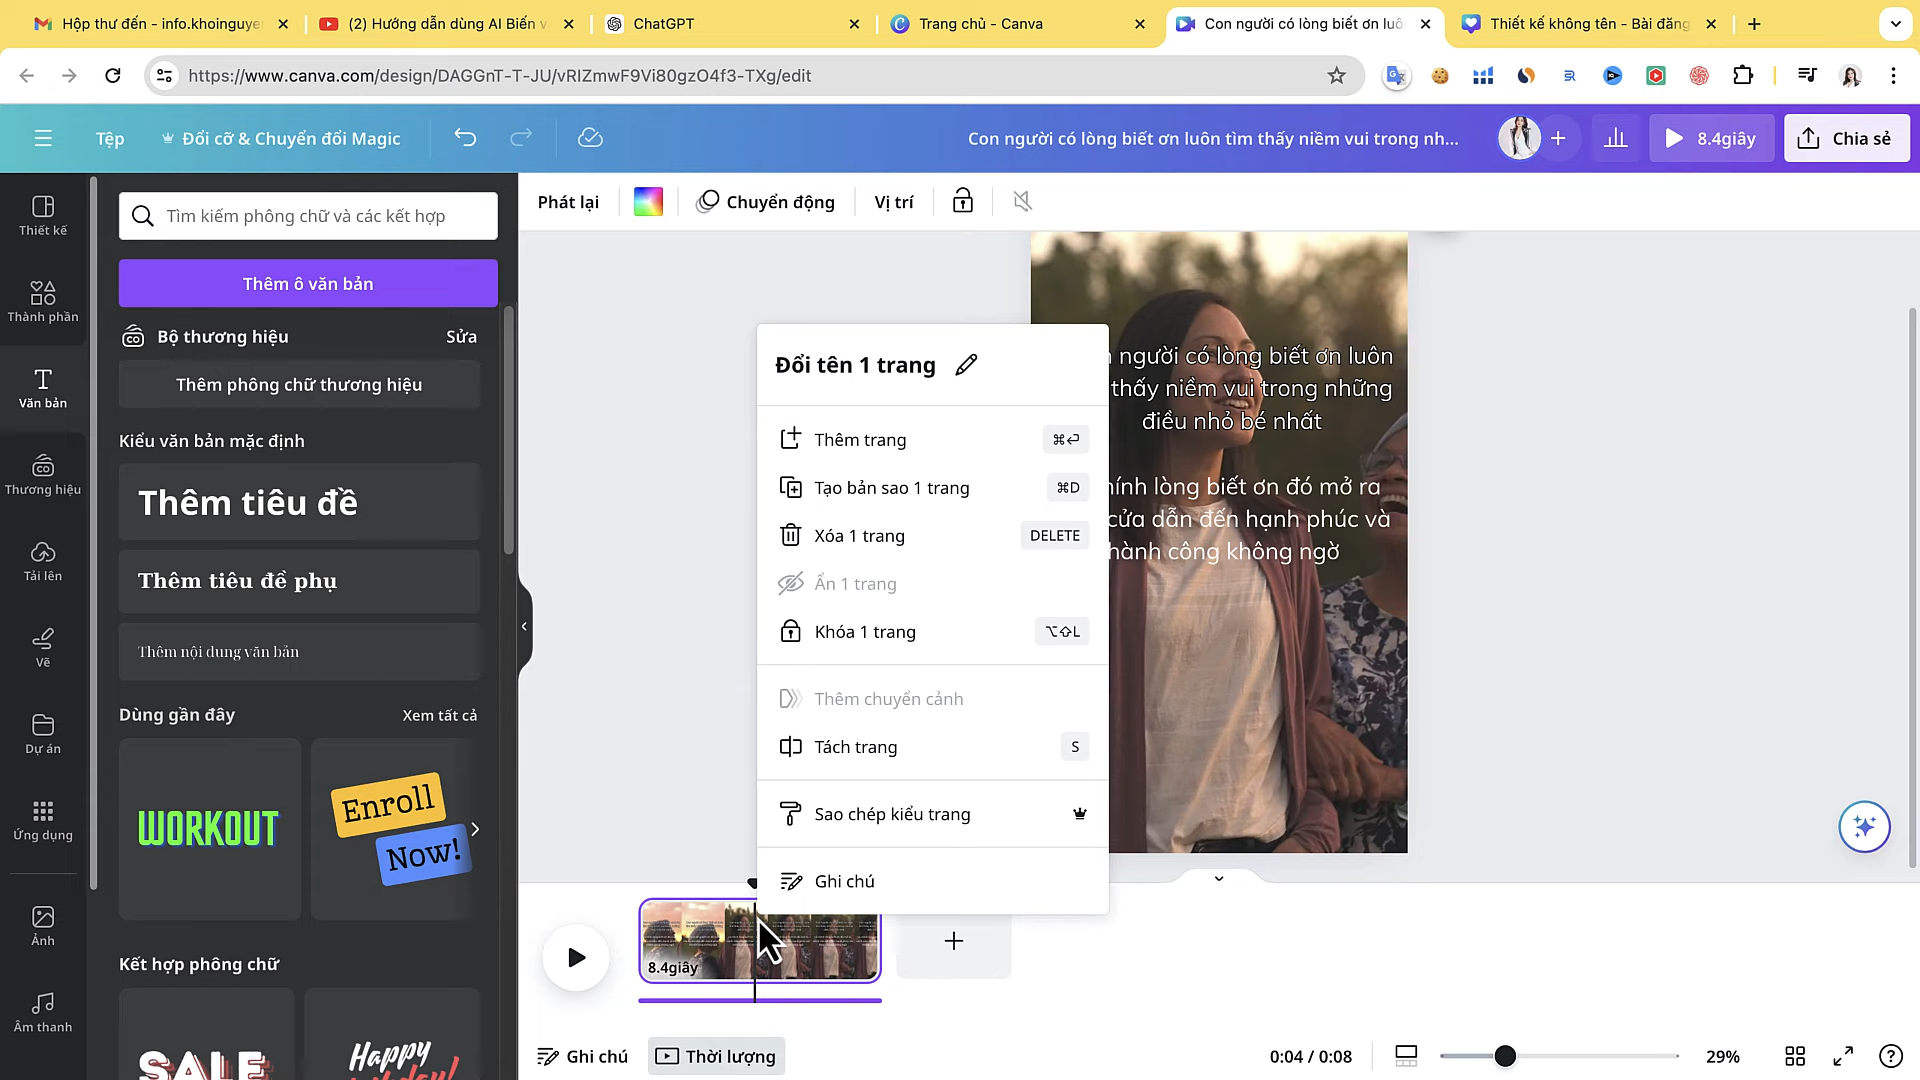 Hộp thư đến - info.khoinguye
(2) Hướng dẫn dùng AI Biến v
ChatGPT
Trang chủ - Canva
Con người có lòng biết ơn luô
Thiết kế không tên - Bài đăng
https://www.canva.com/design/DAGGnT-T-JU/vRIZmwF9Vi80gzO4f3-TXg/edit
Tệp
Đổi cỡ & Chuyển đổi Magic
Con người có lòng biết ơn luôn tìm thấy niềm vui trong nh...
8.4giây
Chia sẻ
Thiết kế
Thành phần
Văn bản
Thương hiệu
Tải lên
Vẽ
Dự án
Ứng dụng
Ảnh
Âm thanh
Tìm kiếm phông chữ và các kết hợp
Thêm ô văn bản
Bộ thương hiệu
Sửa
Thêm phông chữ thương hiệu
Kiểu văn bản mặc định
Thêm tiêu đề
Thêm tiêu đề phụ
Thêm nội dung văn bản
Dùng gần đây
Xem tất cả
WORKOUT
Enroll
Now!
Kết hợp phông chữ
SALE
Happy
Phát lại
Chuyển động
Vị trí
người có lòng biết ơn luôn
thấy niềm vui trong những
điều nhỏ bé nhất
ính lòng biết ơn đó mở ra
cửa dẫn đến hạnh phúc và
hành công không ngờ
Đổi tên 1 trang
Thêm trang
⌘⏎
Tạo bản sao 1 trang
⌘D
Xóa 1 trang
DELETE
Ẩn 1 trang
Khóa 1 trang
⌥⇧L
Thêm chuyển cảnh
Tách trang
S
Sao chép kiểu trang
Ghi chú
8.4giây
Ghi chú
Thời lượng
0:04 / 0:08
29%